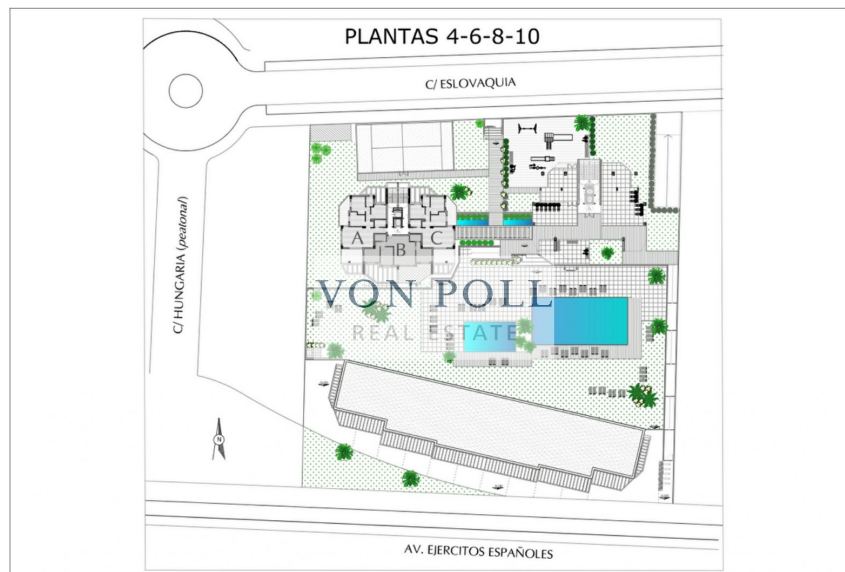 PLANTAS 4-6-8-10
C/ ESLOVAQUIA
C/ HUNGARIA (peatonal)
A
B
C
VON POLL
REAL ESTATE
N
AV. EJERCITOS ESPAÑOLES